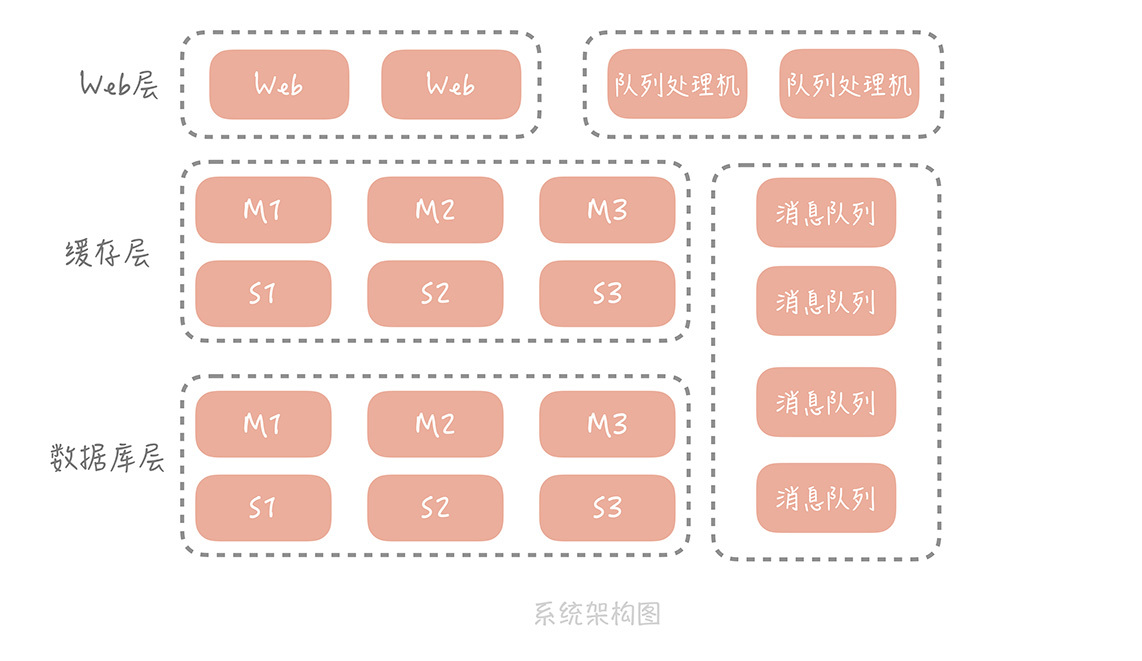 Web层
Web Web
队列处理机 队列处理机
缓存层
M1 M2 M3
S1 S2 S3
数据库层
M1 M2 M3
S1 S2 S3
消息队列
消息队列
消息队列
消息队列
系统架构图